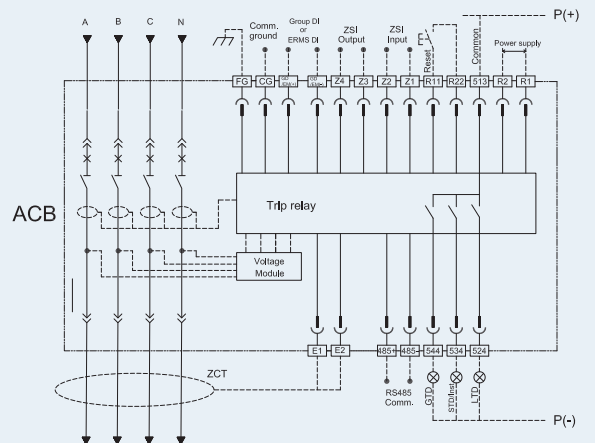 A B C N
Comm.
ground
Group DI
or
ERMS DI
ZSI
Output
ZSI
Input
Reset
Common
P(+)
Power supply
FG CG Z4 Z3 Z2 Z1 R11 R22 513 R2 R1
ACB
Trip relay
Voltage
Module
E1 E2 485+ 485- 544 534 524
ZCT
RS485
Comm.
GTD
STD/Inst
LTD
P(-)